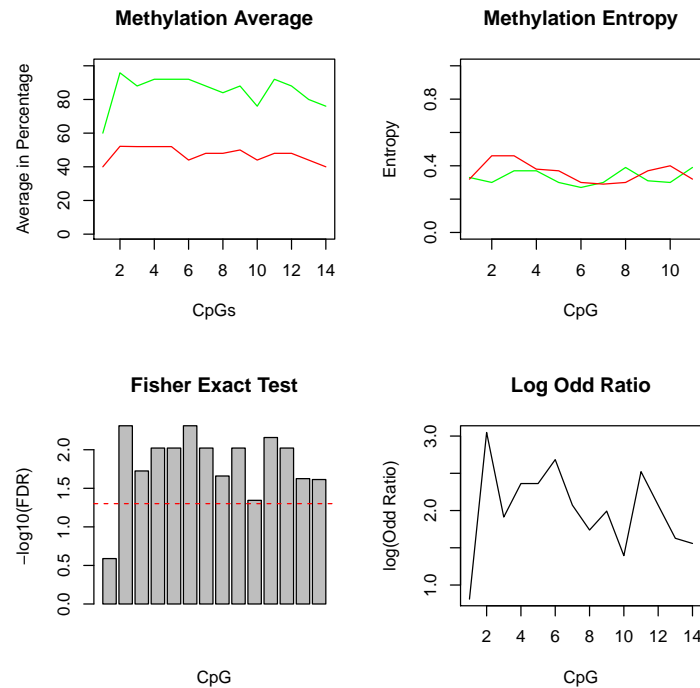 Methylation Average
Average in Percentage
0 20 40 60 80
2 4 6 8 10 12 14
CpGs
Methylation Entropy
Entropy
0.0 0.4 0.8
2 4 6 8 10
CpG
Fisher Exact Test
−log10(FDR)
0.0 0.5 1.0 1.5 2.0
CpG
Log Odd Ratio
log(Odd Ratio)
1.0 2.0 3.0
2 4 6 8 10 12 14
CpG